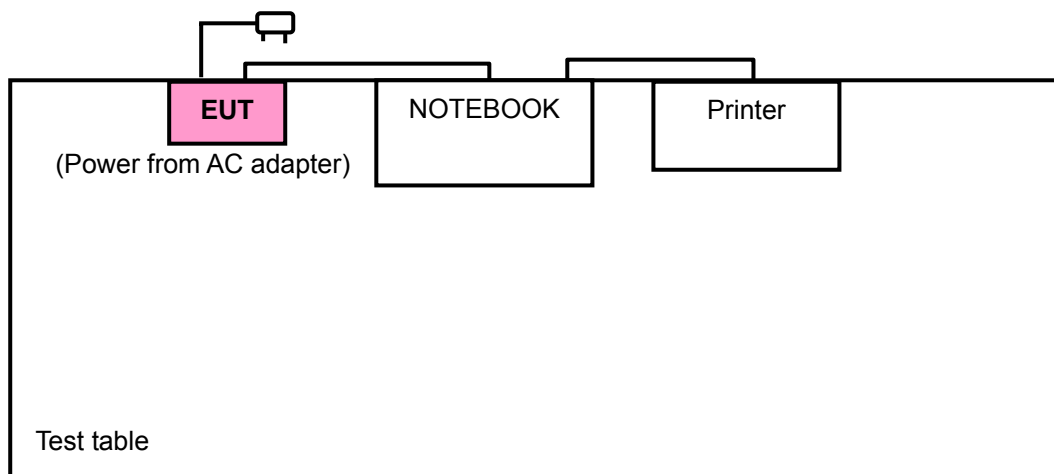 EUT
NOTEBOOK
Printer
(Power from AC adapter)
Test table